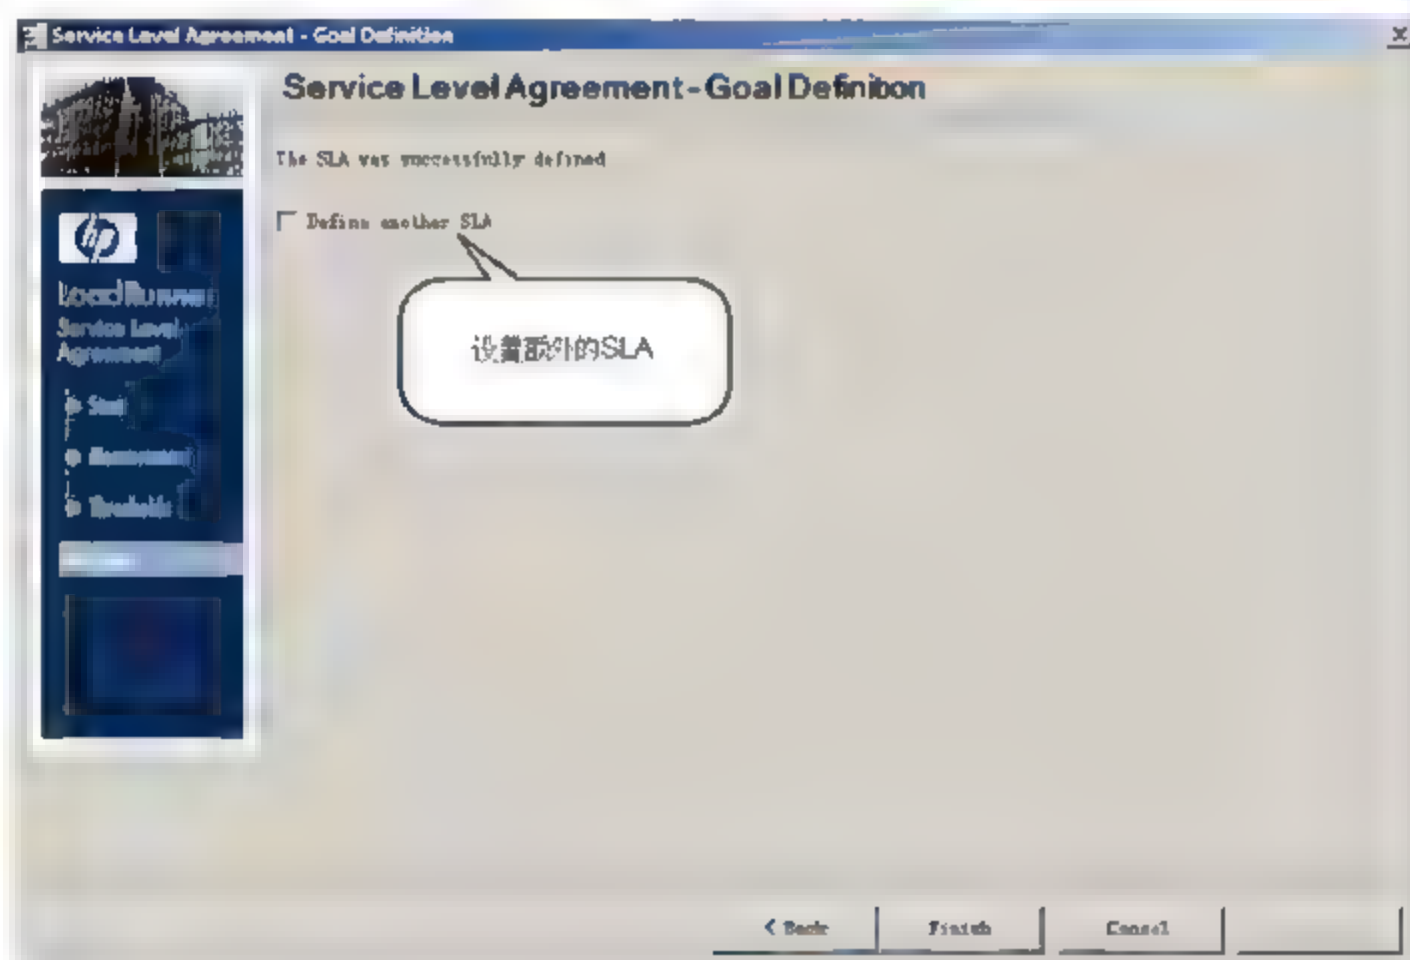 Service Level Agreement - Goal Definition
Service Level Agreement - Goal Definition
The SLA was successfully defined
Define another SLA
设置额外的SLA
hp
LoadRunner
Service Level
Agreement
Start
Thresholds
< Back
Finish
Cancel